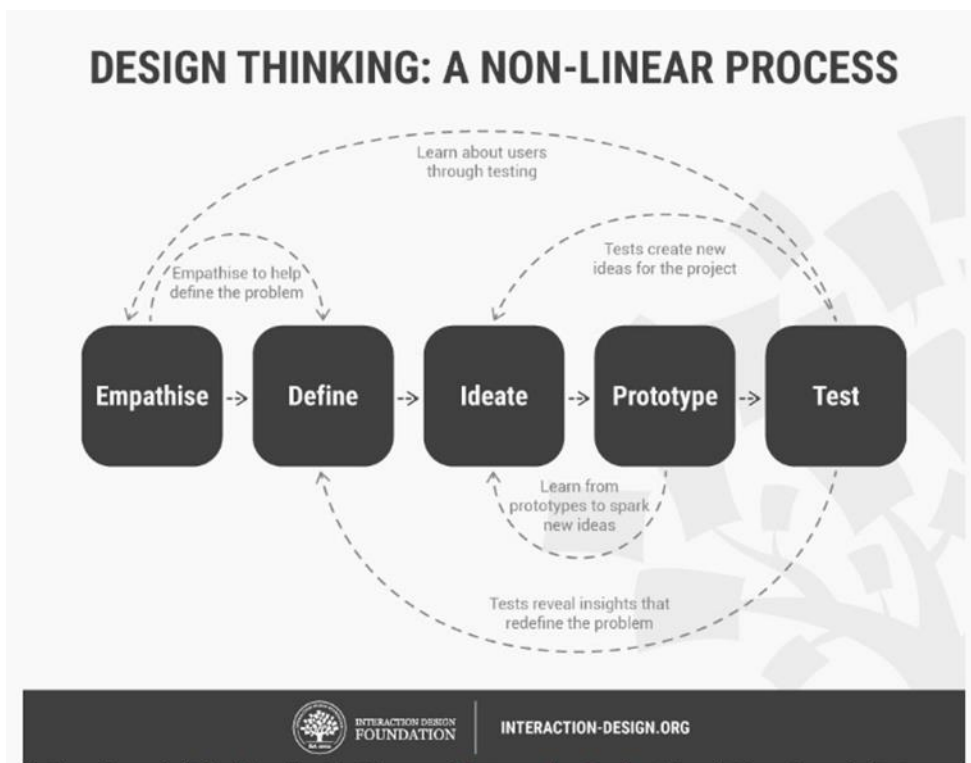 DESIGN THINKING: A NON-LINEAR PROCESS
Learn about users
through testing
Tests create new
ideas for the project
Empathise to help
define the problem
Empathise
Define
Ideate
Prototype
Test
Learn from
prototypes to spark
new ideas
Tests reveal insights that
redefine the problem
INTERACTION DESIGN
FOUNDATION
INTERACTION-DESIGN.ORG